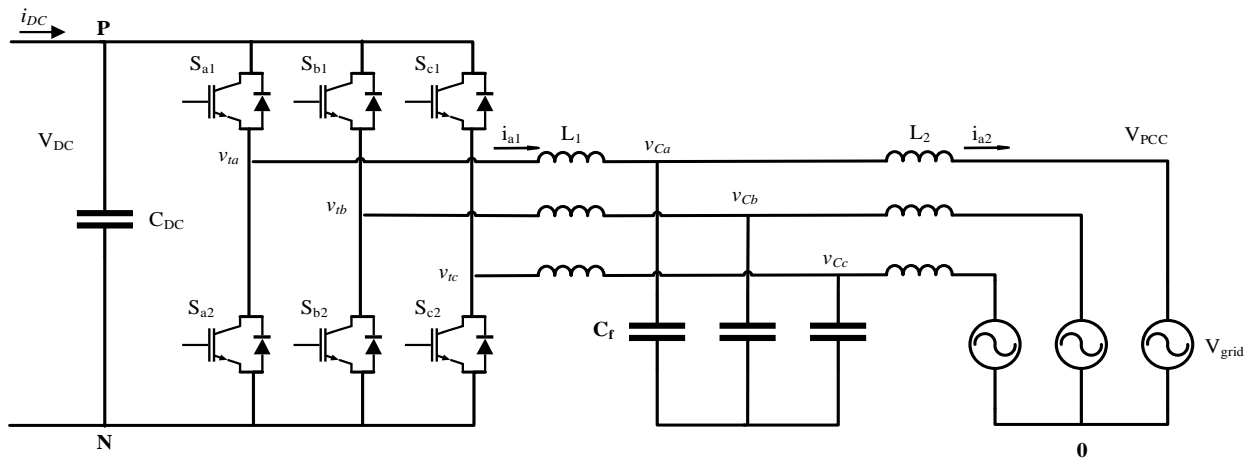 i_DC
P
S_a1 S_b1 S_c1
V_DC
i_a1 L_1 v_Ca L_2 i_a2 V_PCC
v_ta
v_tb
v_Cb
C_DC
v_tc
v_Cc
S_a2 S_b2 S_c2
C_f
V_grid
N
0